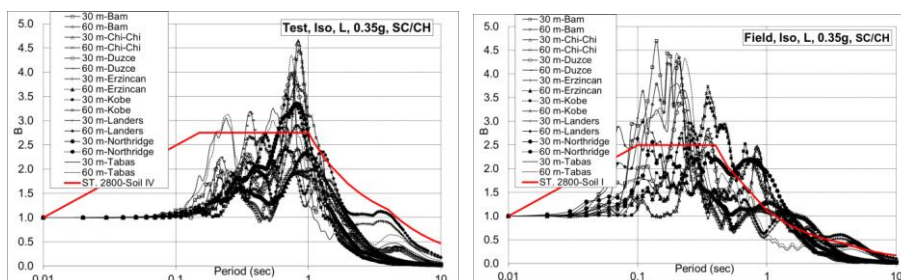 Test, Iso, L, 0.35g, SC/CH
30 m-Bam
60 m-Bam
30 m-Chi-Chi
60 m-Chi-Chi
30 m-Duzce
60 m-Duzce
30 m-Erzincan
60 m-Erzincan
30 m-Kobe
60 m-Kobe
30 m-Landers
60 m-Landers
30 m-Northridge
60 m-Northridge
30 m-Tabas
60 m-Tabas
ST. 2800-Soil IV
B
5.0
4.5
4.0
3.5
3.0
2.5
2.0
1.5
1.0
0.5
0.0
0.01
0.1
1
10
Period (sec)
Field, Iso, L, 0.35g, SC/CH
30 m-Bam
60 m-Bam
30 m-Chi-Chi
60 m-Chi-Chi
30 m-Duzce
60 m-Duzce
30 m-Erzincan
60 m-Erzincan
30 m-Kobe
60 m-Kobe
30 m-Landers
60 m-Landers
30 m-Northridge
60 m-Northridge
30 m-Tabas
60 m-Tabas
ST. 2800-Soil I
B
5.0
4.5
4.0
3.5
3.0
2.5
2.0
1.5
1.0
0.5
0.0
0.01
0.1
1
10
Period (sec)